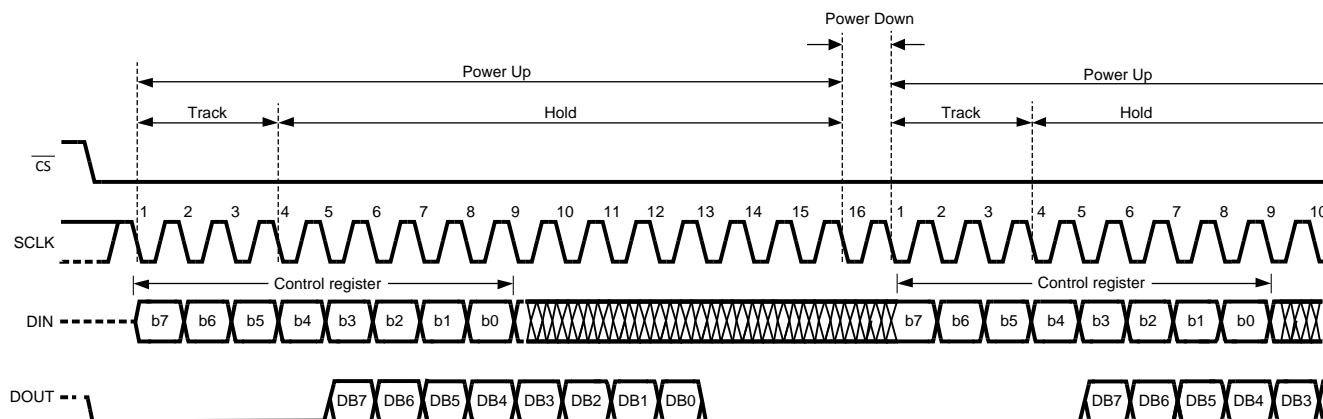 Power Down
Power Up
Power Up
Track Hold Track Hold
CS
1 2 3 4 5 6 7 8 9 10 11 12 13 14 15 16 1 2 3 4 5 6 7 8 9 10
SCLK
Control register Control register
DIN b7 b6 b5 b4 b3 b2 b1 b0 b7 b6 b5 b4 b3 b2 b1 b0
DOUT DB7 DB6 DB5 DB4 DB3 DB2 DB1 DB0 DB7 DB6 DB5 DB4 DB3